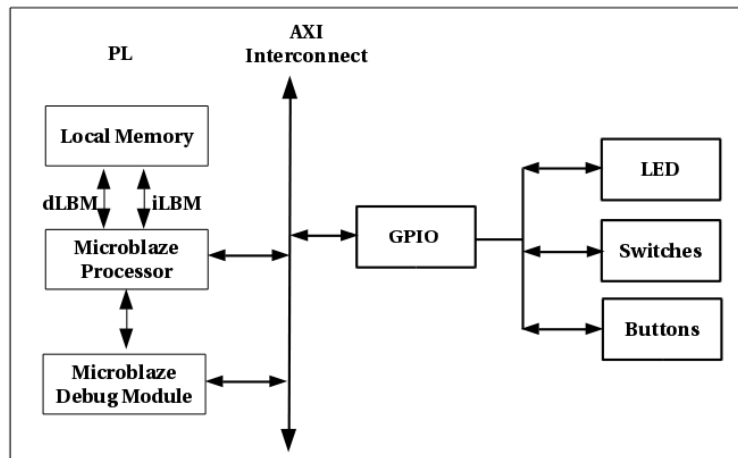 PL
AXI
Interconnect
Local Memory
dLBM
iLBM
Microblaze
Processor
Microblaze
Debug Module
GPIO
LED
Switches
Buttons